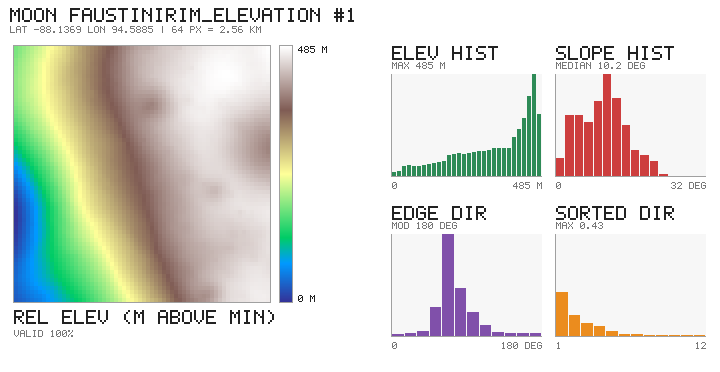 MOON FAUSTINIRIM_ELEVATION #1
LAT -88.1369 LON 94.5885 | 64 PX = 2.56 KM
485 M
0 M
REL ELEV (M ABOVE MIN)
VALID 100%
ELEV HIST
MAX 485 M
0 485 M
SLOPE HIST
MEDIAN 10.2 DEG
0 32 DEG
EDGE DIR
MOD 180 DEG
0 180 DEG
SORTED DIR
MAX 0.43
1 12